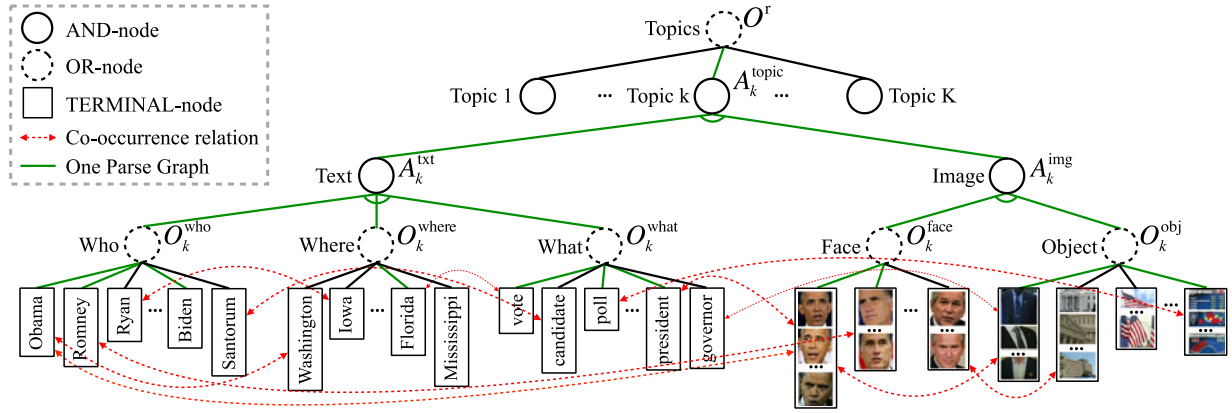 AND-node
OR-node
TERMINAL-node
Co-occurrence relation
One Parse Graph
Topics O^r
Topic 1 ... Topic k A_k^topic ... Topic K
Text A_k^txt
Image A_k^img
Who O_k^who
Where O_k^where
What O_k^what
Face O_k^face
Object O_k^obj
Obama
Romney
Ryan
...
Biden
Santorum
Washington
Iowa
...
Florida
Mississippi
vote
candidate
poll
...
president
governor
...
...